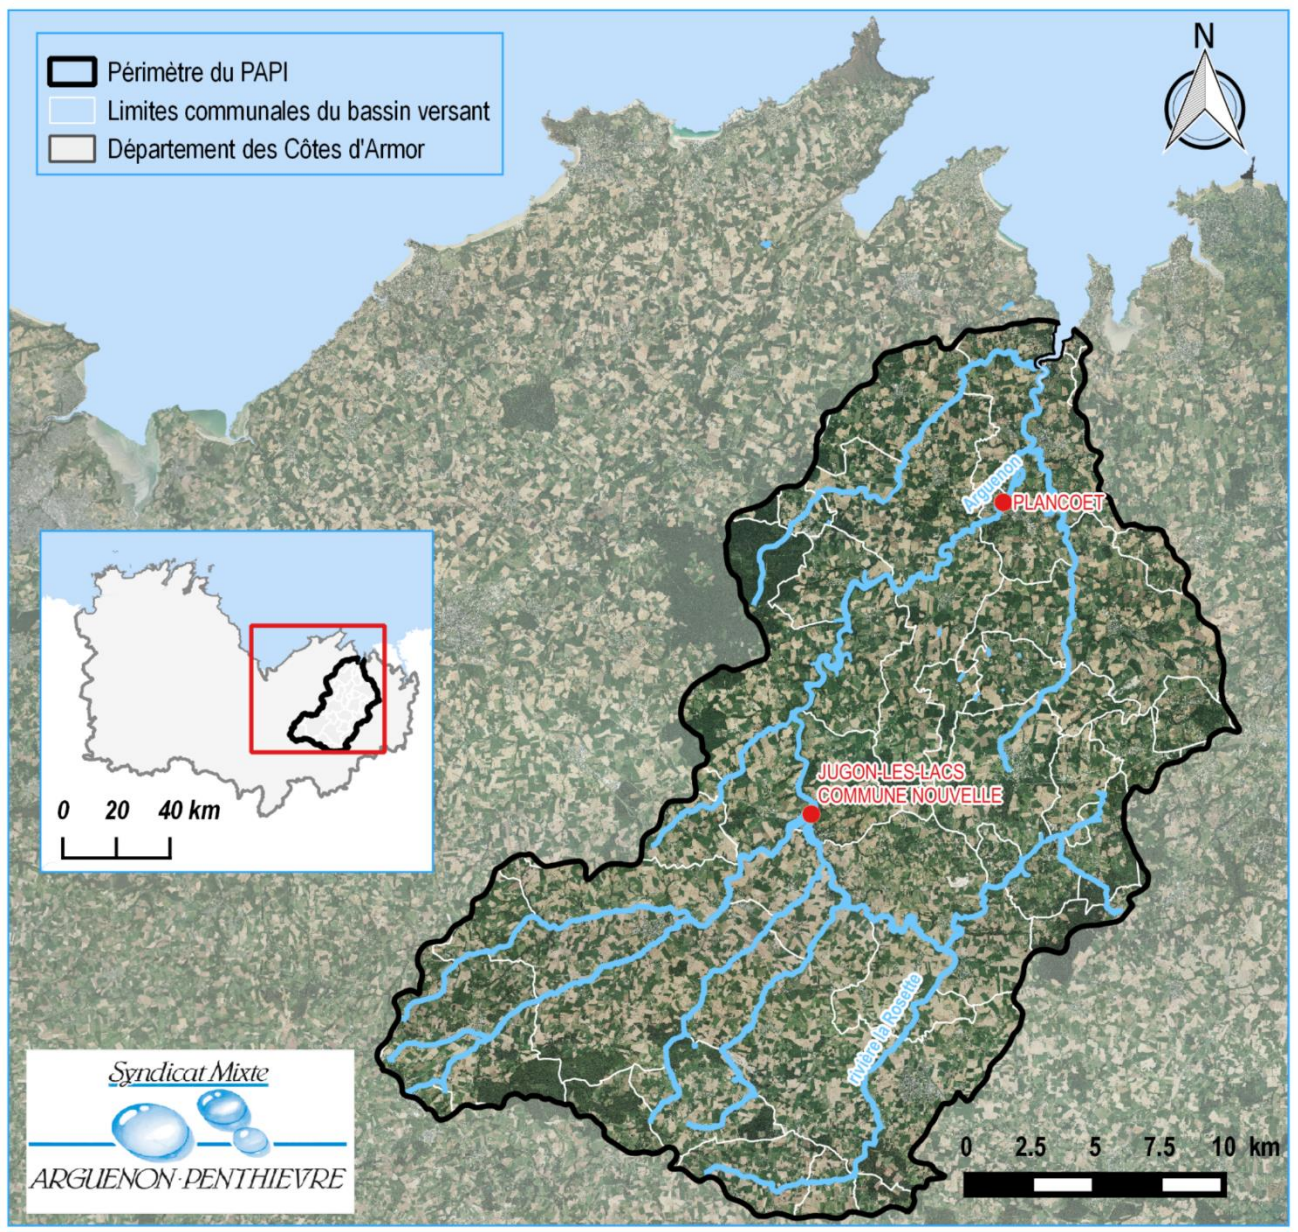 Périmètre du PAPI
Limites communales du bassin versant
Département des Côtes d'Armor
N
Arguenon
PLANCOET
JUGON-LES-LACS
COMMUNE NOUVELLE
rivière la Rosette
0 20 40 km
Syndicat Mixte
ARGUENON-PENTHIEVRE
0 2.5 5 7.5 10 km